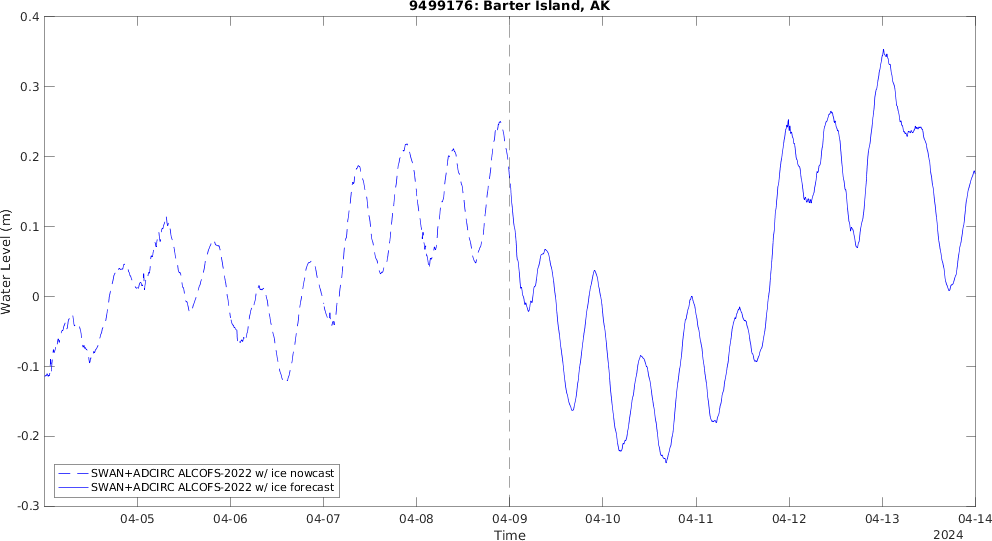 9499176: Barter Island, AK
0.4
0.3
0.2
0.1
0
-0.1
-0.2
-0.3
Water Level (m)
SWAN+ADCIRC ALCOFS-2022 w/ ice nowcast
SWAN+ADCIRC ALCOFS-2022 w/ ice forecast
04-05 04-06 04-07 04-08 04-09 04-10 04-11 04-12 04-13 04-14
Time
2024